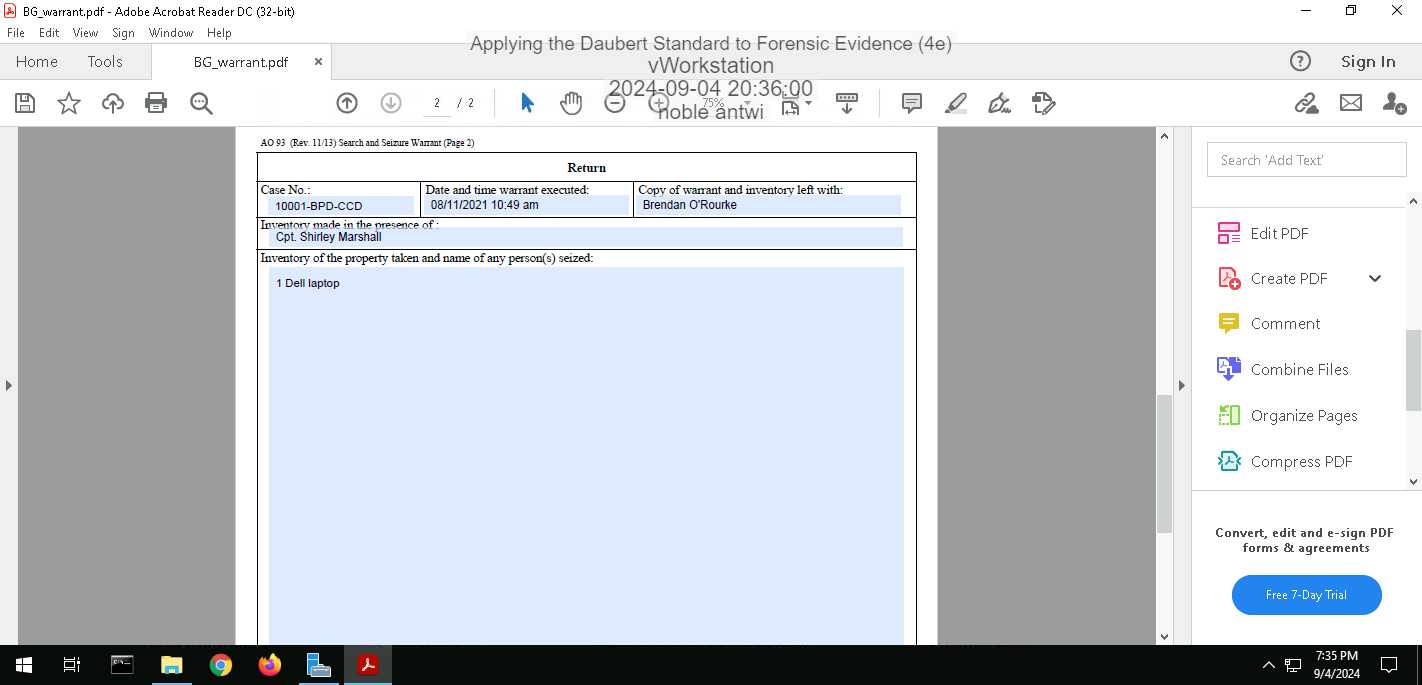 BG_warrant.pdf - Adobe Acrobat Reader DC (32-bit)
File Edit View Sign Window Help
Applying the Daubert Standard to Forensic Evidence (4e)
vWorkstation
2024-09-04 20:36:00
noble antwi
Home Tools BG_warrant.pdf × ? Sign In
2 / 2 75%
AO 93 (Rev. 11/13) Search and Seizure Warrant (Page 2)
Return
Case No.: Date and time warrant executed: Copy of warrant and inventory left with:
10001-BPD-CCD 08/11/2021 10:49 am Brendan O'Rourke
Inventory made in the presence of :
Cpt. Shirley Marshall
Inventory of the property taken and name of any person(s) seized:
1 Dell laptop
Search 'Add Text'
Edit PDF
Create PDF
Comment
Combine Files
Organize Pages
Compress PDF
Convert, edit and e-sign PDF
forms & agreements
Free 7-Day Trial
7:35 PM
9/4/2024